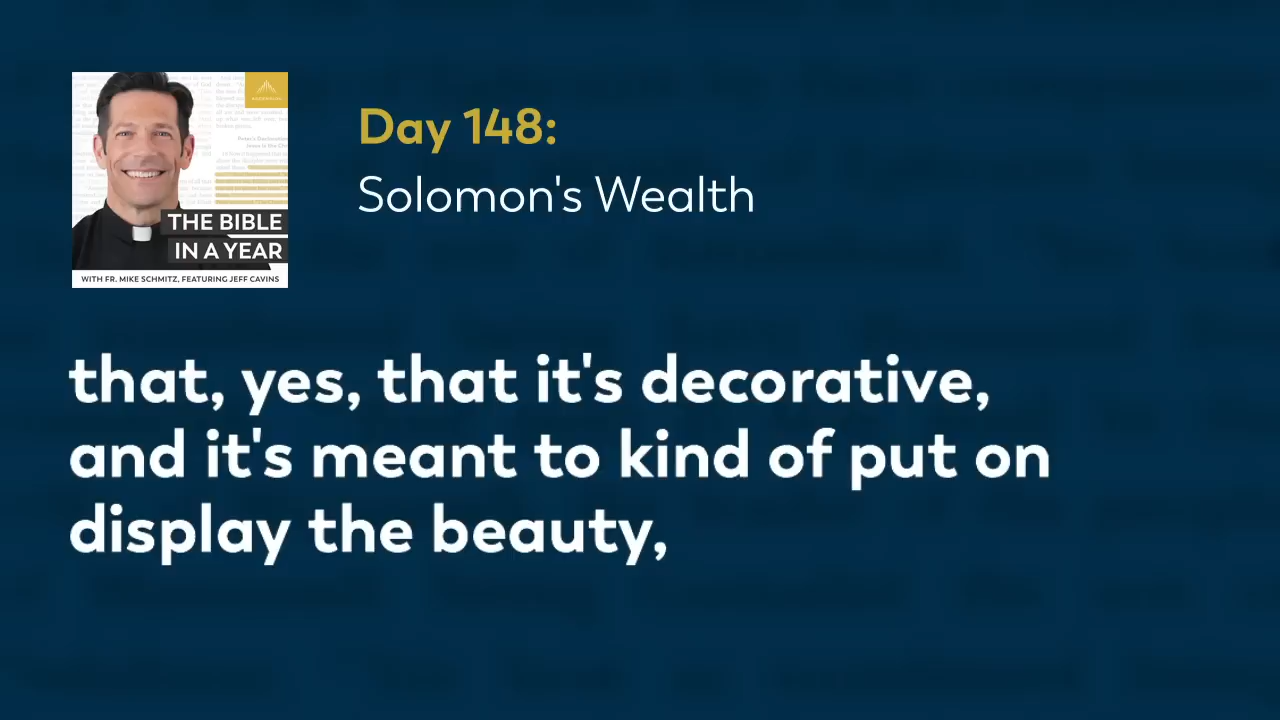 THE BIBLE
IN A YEAR
WITH FR. MIKE SCHMITZ, FEATURING JEFF CAVINS
Day 148:
Solomon's Wealth
that, yes, that it's decorative,
and it's meant to kind of put on
display the beauty,